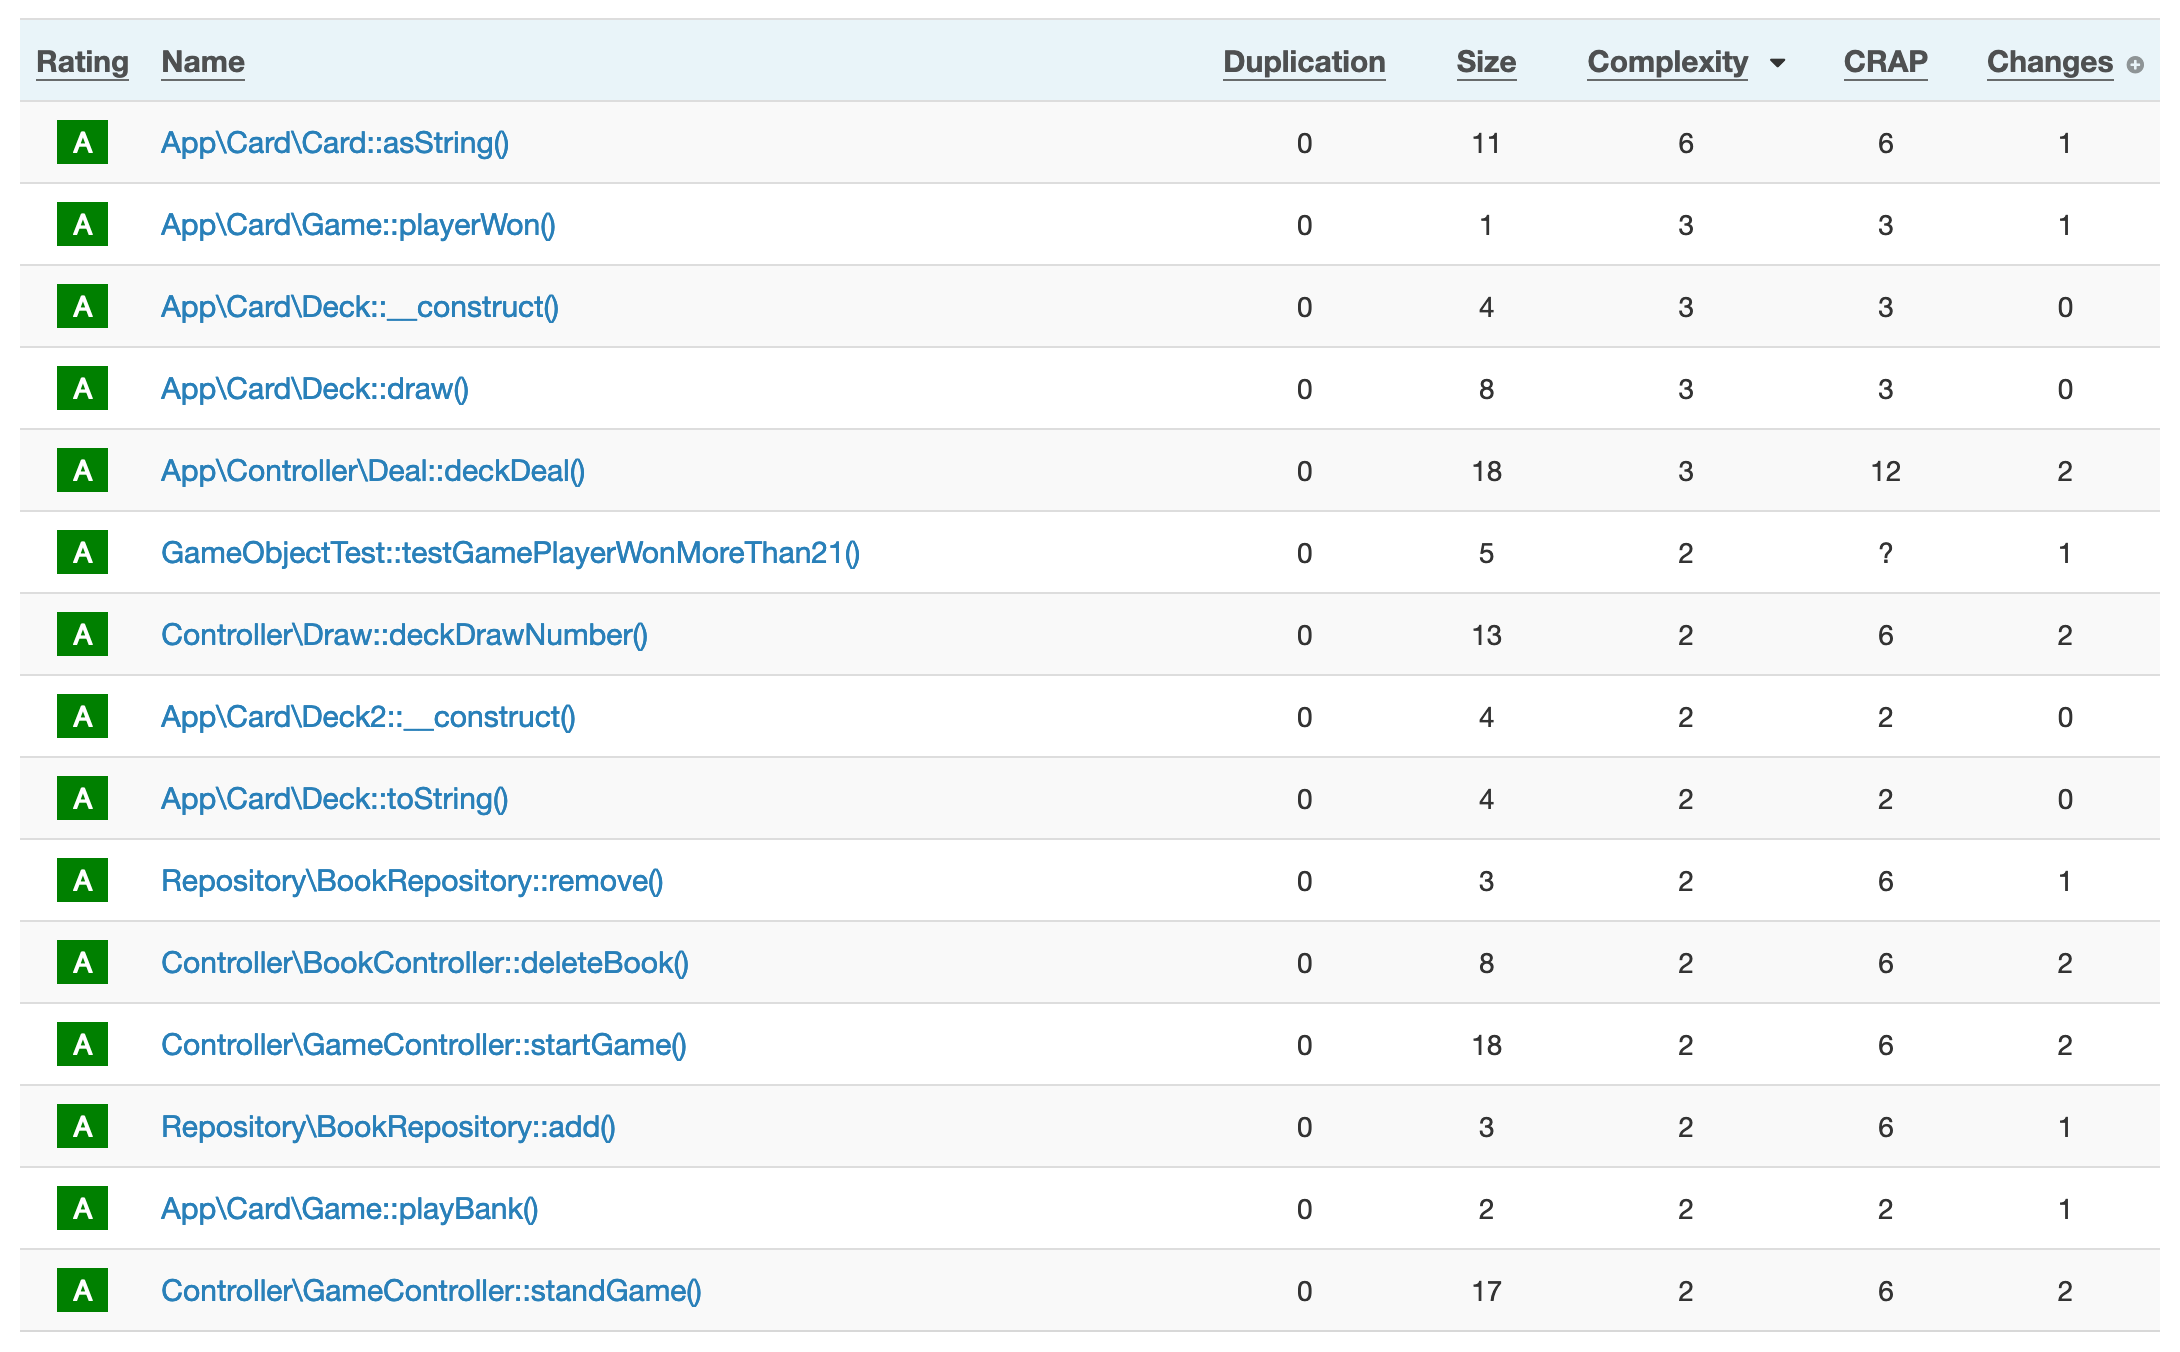 Rating Name Duplication Size Complexity CRAP Changes
A App\Card\Card::asString() 0 11 6 6 1
A App\Card\Game::playerWon() 0 1 3 3 1
A App\Card\Deck::__construct() 0 4 3 3 0
A App\Card\Deck::draw() 0 8 3 3 0
A App\Controller\Deal::deckDeal() 0 18 3 12 2
A GameObjectTest::testGamePlayerWonMoreThan21() 0 5 2 ? 1
A Controller\Draw::deckDrawNumber() 0 13 2 6 2
A App\Card\Deck2::__construct() 0 4 2 2 0
A App\Card\Deck::toString() 0 4 2 2 0
A Repository\BookRepository::remove() 0 3 2 6 1
A Controller\BookController::deleteBook() 0 8 2 6 2
A Controller\GameController::startGame() 0 18 2 6 2
A Repository\BookRepository::add() 0 3 2 6 1
A App\Card\Game::playBank() 0 2 2 2 1
A Controller\GameController::standGame() 0 17 2 6 2